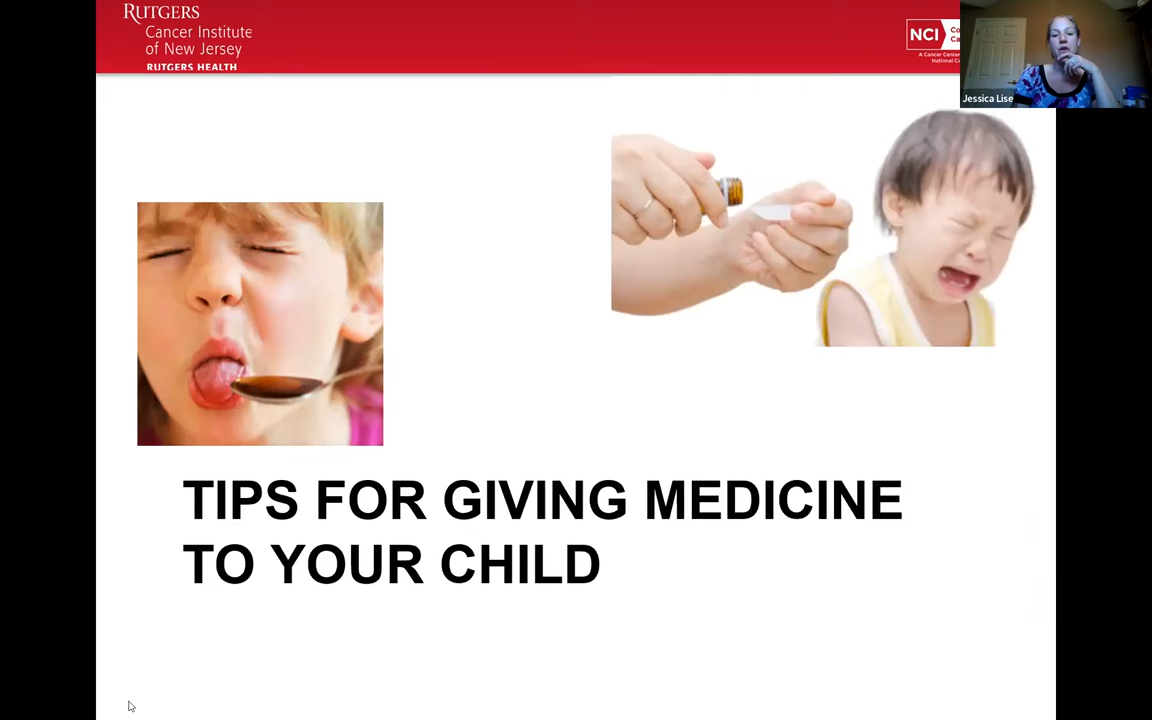 RUTGERS
Cancer Institute
of New Jersey
RUTGERS HEALTH
NCI
A Cancer Cente
National Ca
Jessica Lise
TIPS FOR GIVING MEDICINE
TO YOUR CHILD